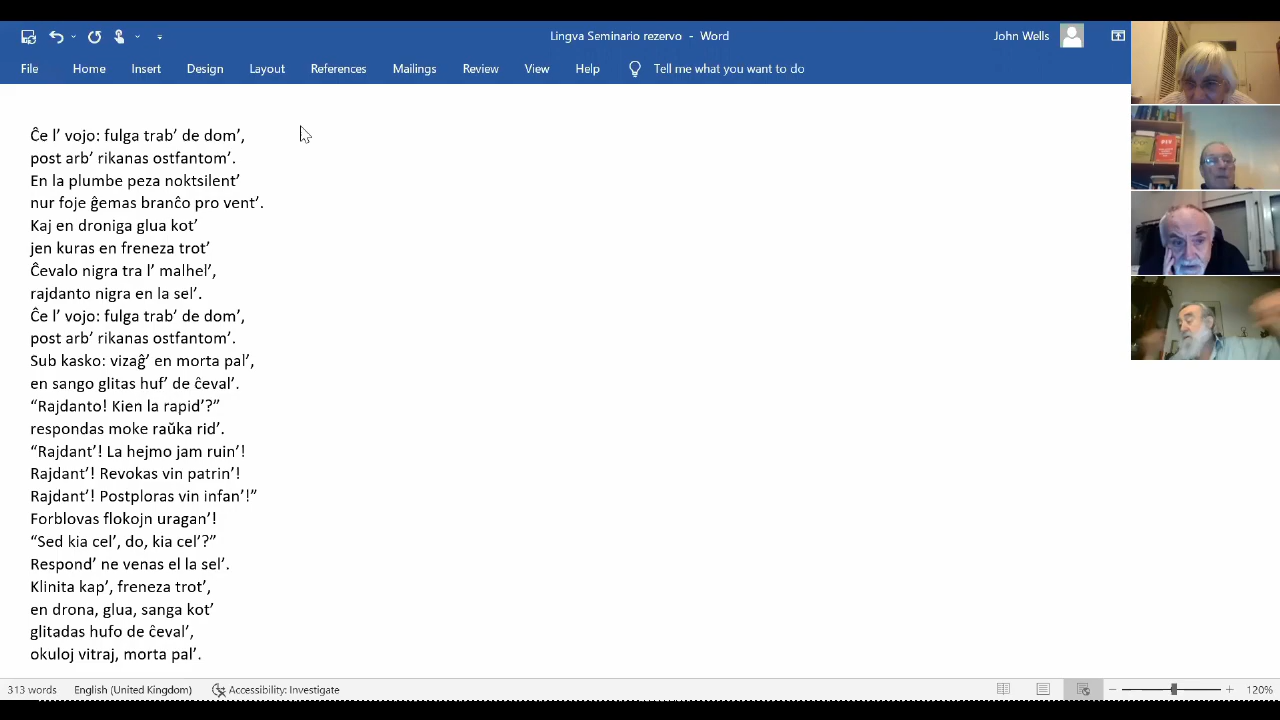 Lingva Seminario rezervo - Word
John Wells
File Home Insert Design Layout References Mailings Review View Help Tell me what you want to do
Ĉe l’ vojo: fulga trab’ de dom’,
post arb’ rikanas ostfantom’.
En la plumbe peza noktsilent’
nur foje ĝemas branĉo pro vent’.
Kaj en droniga glua kot’
jen kuras en freneza trot’
Ĉevalo nigra tra l’ malhel’,
rajdanto nigra en la sel’.
Ĉe l’ vojo: fulga trab’ de dom’,
post arb’ rikanas ostfantom’.
Sub kasko: vizaĝ’ en morta pal’,
en sango glitas huf’ de ĉeval’.
“Rajdanto! Kien la rapid’?”
respondas moke raŭka rid’.
“Rajdant’! La hejmo jam ruin’!
Rajdant’! Revokas vin patrin’!
Rajdant’! Postploras vin infan’!”
Forblovas flokojn uragan’!
“Sed kia cel’, do, kia cel’?”
Respond’ ne venas el la sel’.
Klinita kap’, freneza trot’,
en drona, glua, sanga kot’
glitadas hufo de ĉeval’,
okuloj vitraj, morta pal’.
313 words English (United Kingdom) Accessibility: Investigate 120%